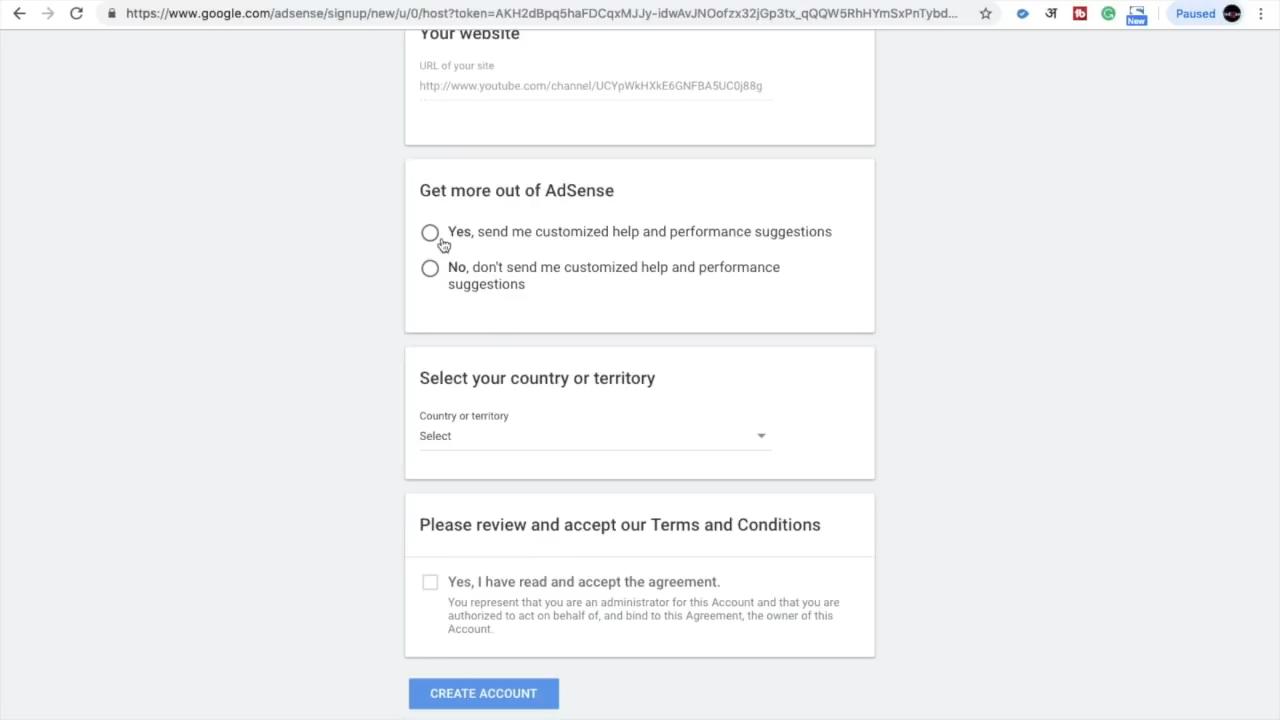 https://www.google.com/adsense/signup/new/u/0/host?token=AKH2dBpq5haFDCqxMJJy-idwAvJNOofzx32jGp3tx_qQQW5RhHYmSxPnTybd...
अ
New
Paused
Your website
URL of your site
http://www.youtube.com/channel/UCYpWkHXkE6GNFBA5UC0j88g
Get more out of AdSense
Yes, send me customized help and performance suggestions
No, don't send me customized help and performance
suggestions
Select your country or territory
Country or territory
Select
Please review and accept our Terms and Conditions
Yes, I have read and accept the agreement.
You represent that you are an administrator for this Account and that you are
authorized to act on behalf of, and bind to this Agreement, the owner of this
Account.
CREATE ACCOUNT